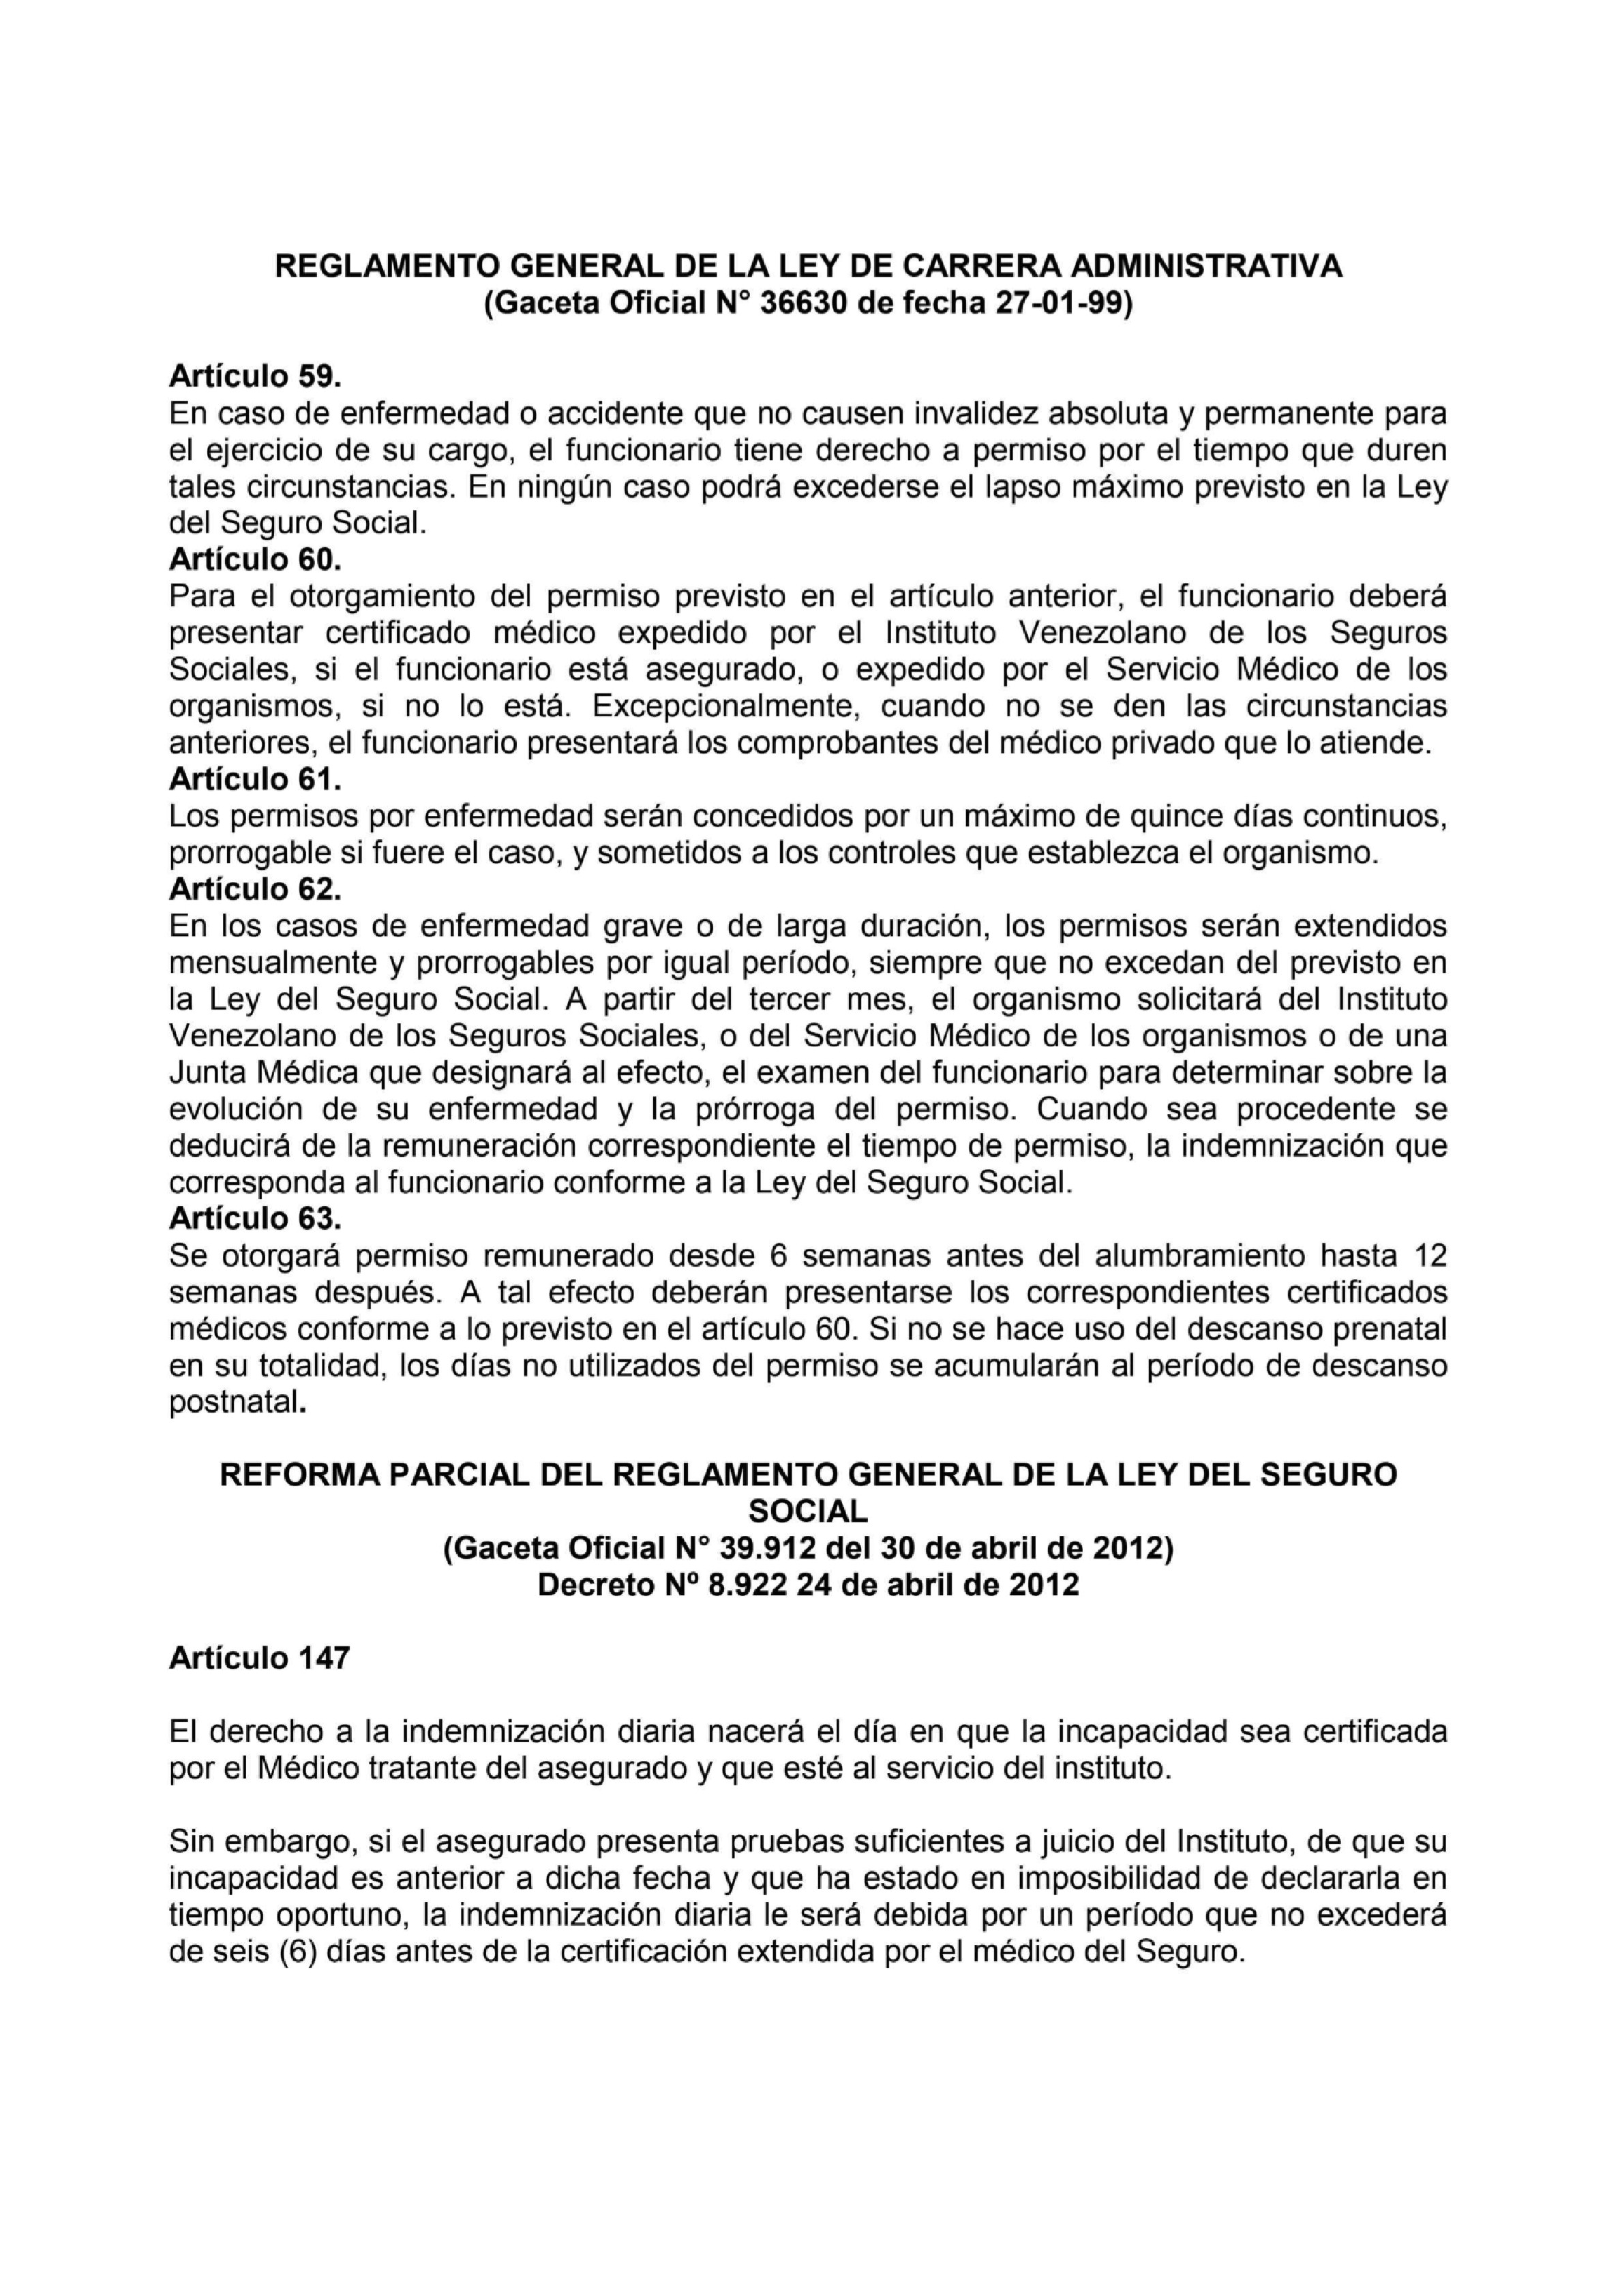 REGLAMENTO GENERAL DE LA LEY DE CARRERA ADMINISTRATIVA
(Gaceta Oficial N° 36630 de fecha 27-01-99)
Artículo 59.
En caso de enfermedad o accidente que no causen invalidez absoluta y permanente para
el ejercicio de su cargo, el funcionario tiene derecho a permiso por el tiempo que duren
tales circunstancias. En ningún caso podrá excederse el lapso máximo previsto en la Ley
del Seguro Social.
Artículo 60.
Para el otorgamiento del permiso previsto en el artículo anterior, el funcionario deberá
presentar certificado médico expedido por el Instituto Venezolano de los Seguros
Sociales, si el funcionario está asegurado, o expedido por el Servicio Médico de los
organismos, si no lo está. Excepcionalmente, cuando no se den las circunstancias
anteriores, el funcionario presentará los comprobantes del médico privado que lo atiende.
Artículo 61.
Los permisos por enfermedad serán concedidos por un máximo de quince días continuos,
prorrogable si fuere el caso, y sometidos a los controles que establezca el organismo.
Artículo 62.
En los casos de enfermedad grave o de larga duración, los permisos serán extendidos
mensualmente y prorrogables por igual período, siempre que no excedan del previsto en
la Ley del Seguro Social. A partir del tercer mes, el organismo solicitará del Instituto
Venezolano de los Seguros Sociales, o del Servicio Médico de los organismos o de una
Junta Médica que designará al efecto, el examen del funcionario para determinar sobre la
evolución de su enfermedad y la prórroga del permiso. Cuando sea procedente se
deducirá de la remuneración correspondiente el tiempo de permiso, la indemnización que
corresponda al funcionario conforme a la Ley del Seguro Social.
Artículo 63.
Se otorgará permiso remunerado desde 6 semanas antes del alumbramiento hasta 12
semanas después. A tal efecto deberán presentarse los correspondientes certificados
médicos conforme a lo previsto en el artículo 60. Si no se hace uso del descanso prenatal
en su totalidad, los días no utilizados del permiso se acumularán al período de descanso
postnatal.
REFORMA PARCIAL DEL REGLAMENTO GENERAL DE LA LEY DEL SEGURO
SOCIAL
(Gaceta Oficial N° 39.912 del 30 de abril de 2012)
Decreto Nº 8.922 24 de abril de 2012
Artículo 147
El derecho a la indemnización diaria nacerá el día en que la incapacidad sea certificada
por el Médico tratante del asegurado y que esté al servicio del instituto.
Sin embargo, si el asegurado presenta pruebas suficientes a juicio del Instituto, de que su
incapacidad es anterior a dicha fecha y que ha estado en imposibilidad de declararla en
tiempo oportuno, la indemnización diaria le será debida por un período que no excederá
de seis (6) días antes de la certificación extendida por el médico del Seguro.